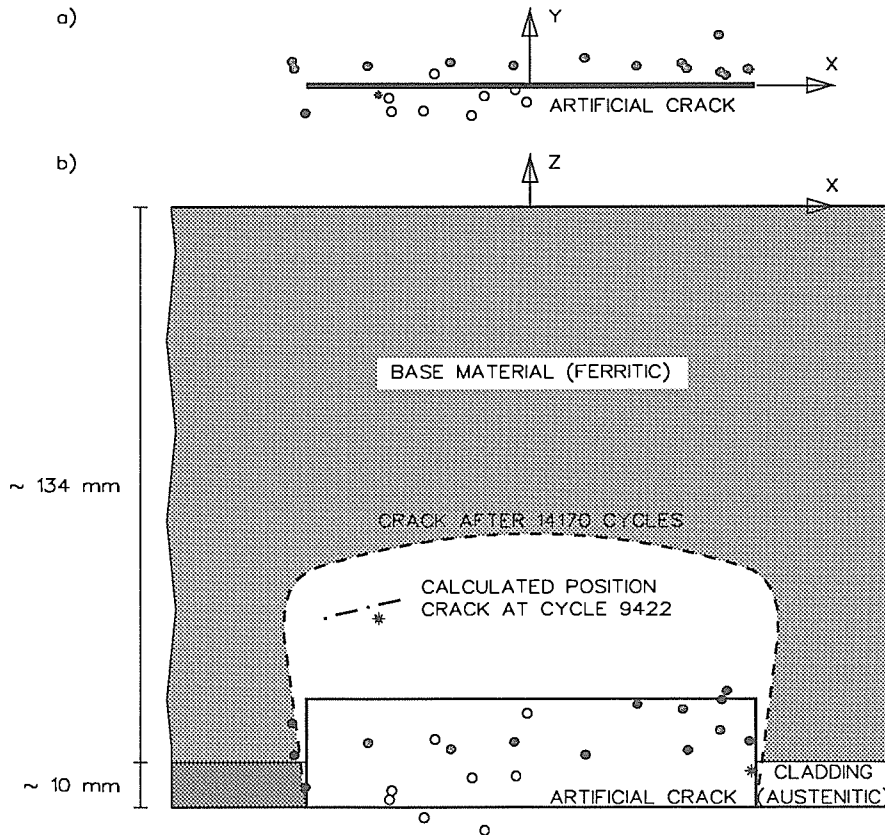 a)
Y
X
ARTIFICIAL CRACK
b)
Z
X
BASE MATERIAL (FERRITIC)
~ 134 mm
CRACK AFTER 14170 CYCLES
CALCULATED POSITION
CRACK AT CYCLE 9422
~ 10 mm
CLADDING
ARTIFICIAL CRACK
(AUSTENITIC)